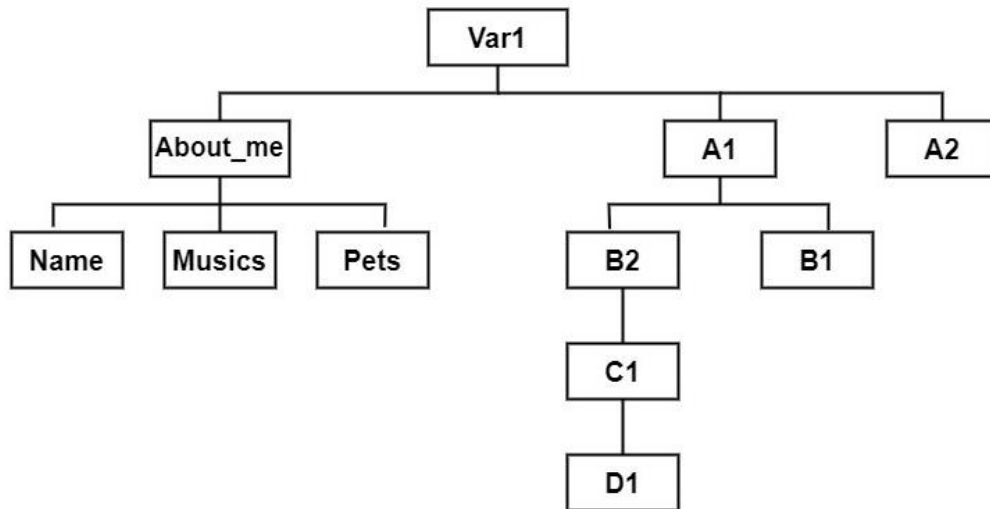 Var1
About_me
A1
A2
Name
Musics
Pets
B2
B1
C1
D1